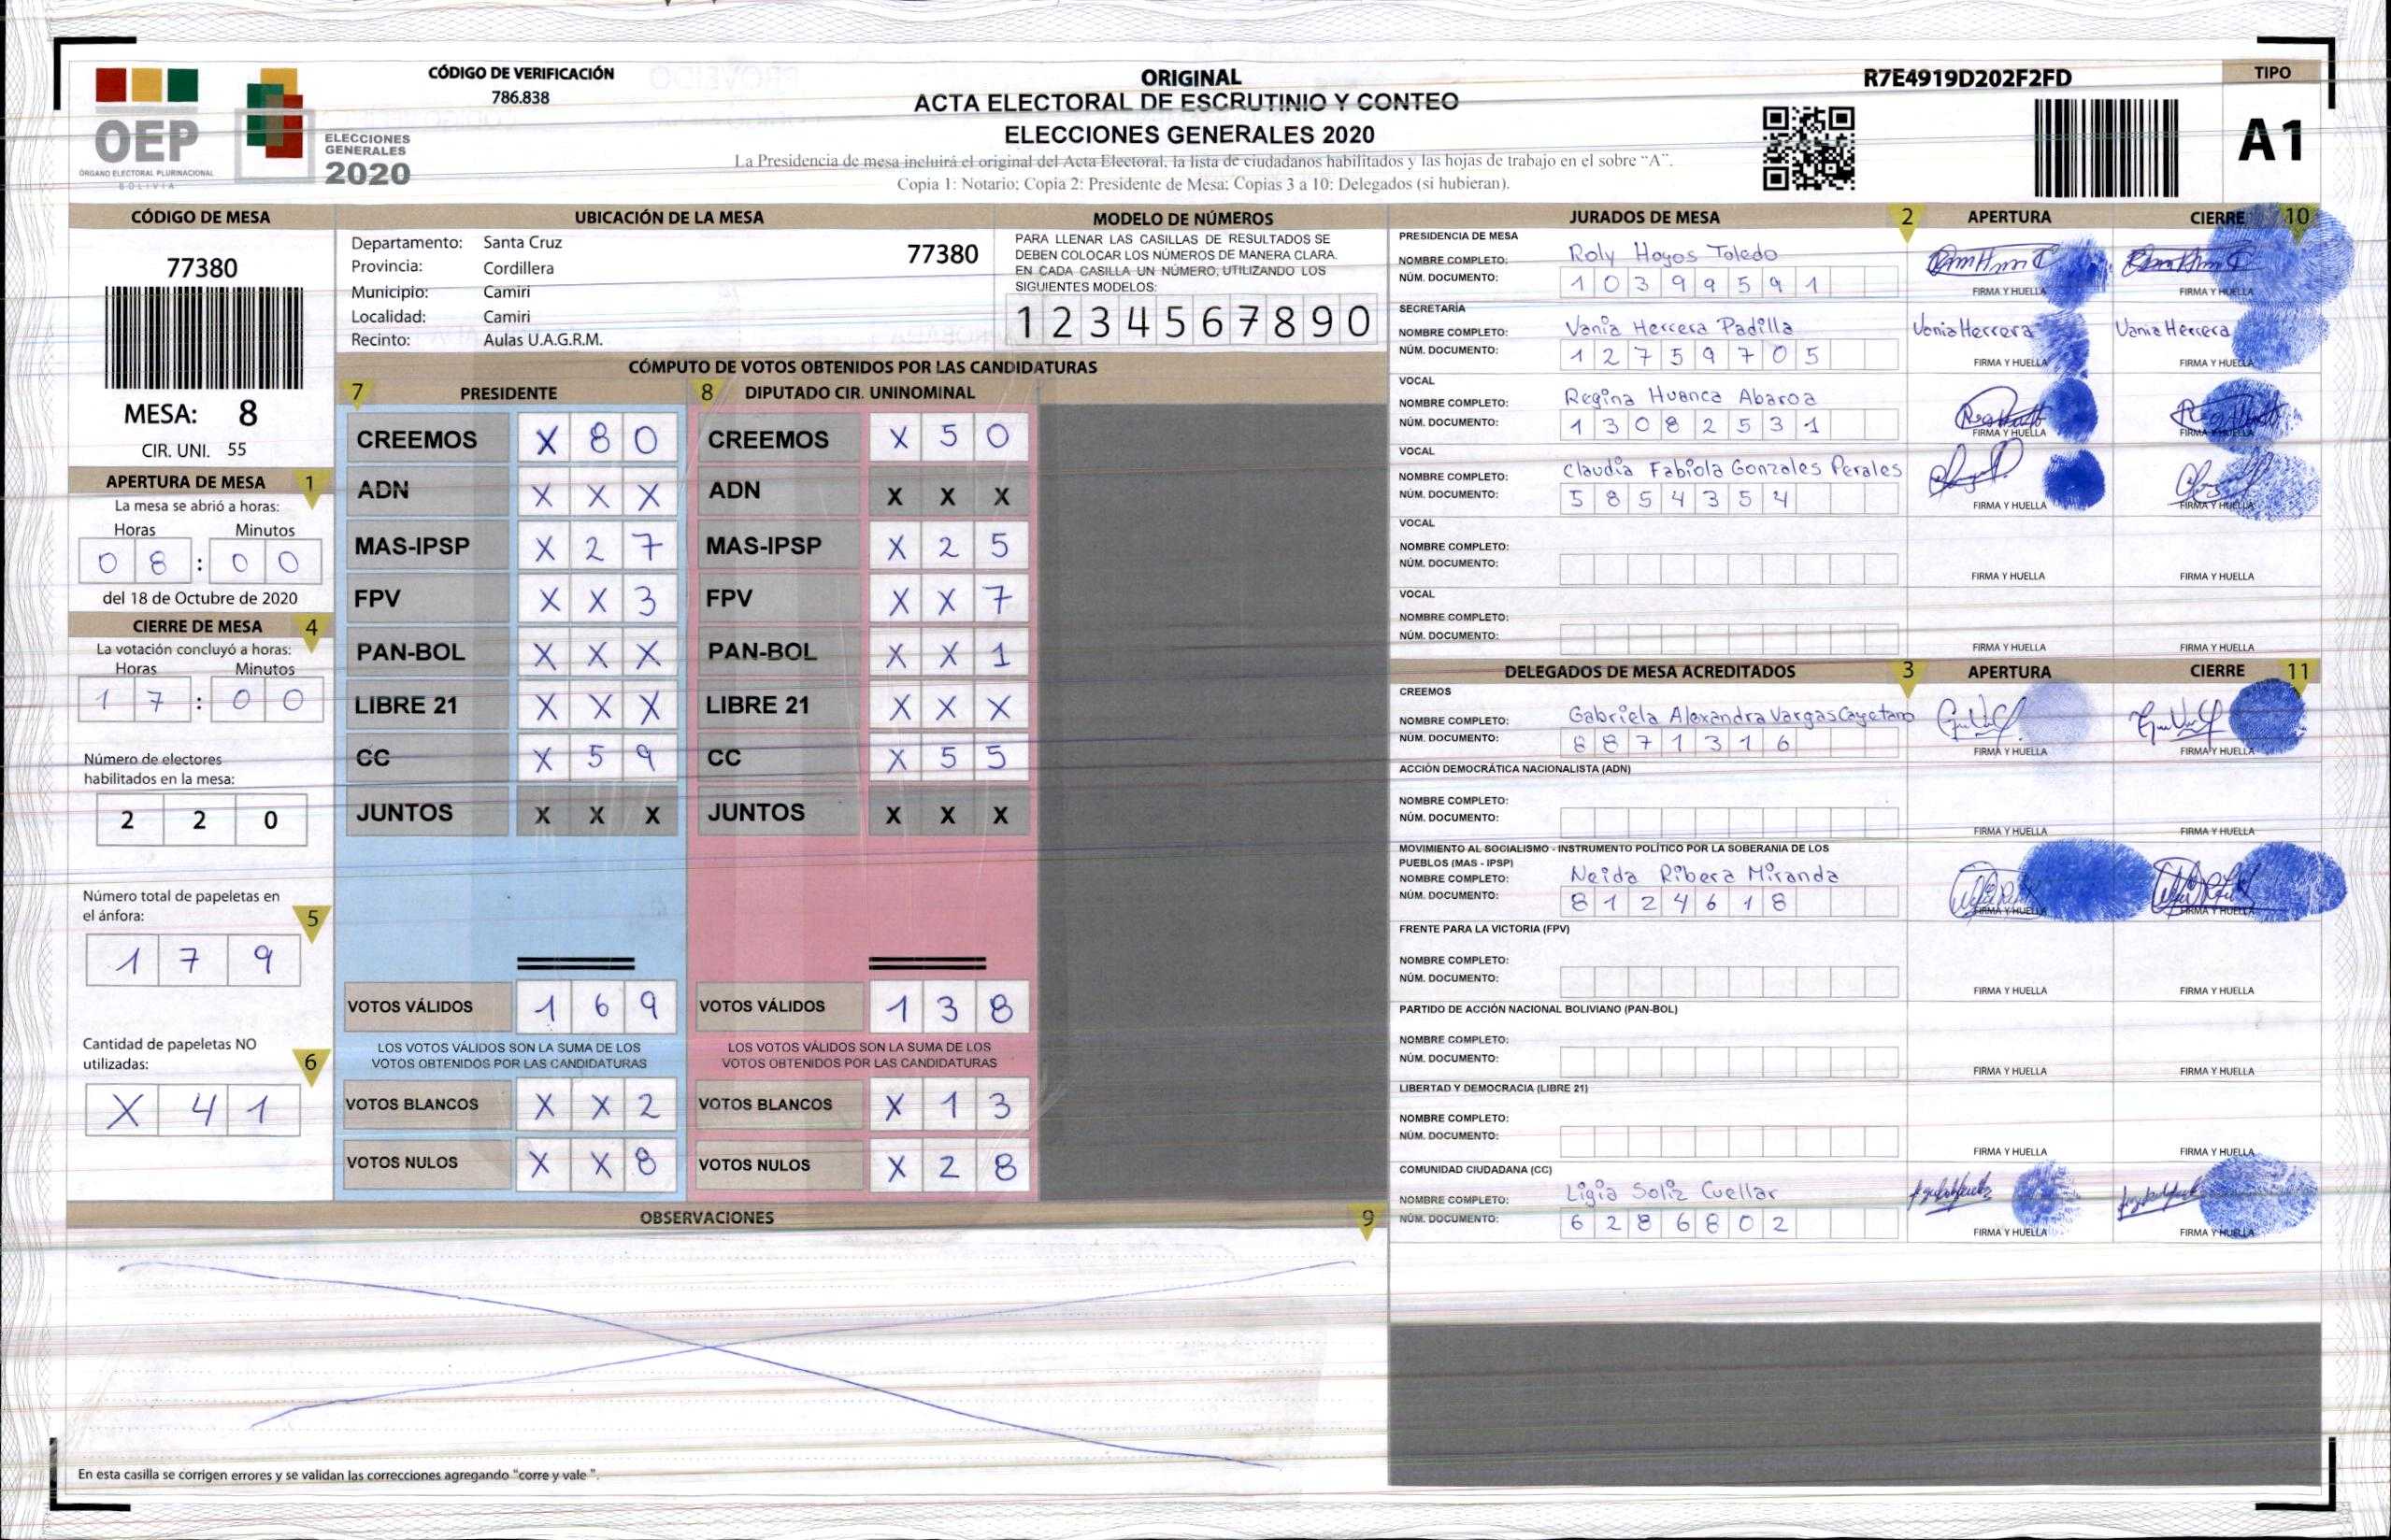 CÓDIGO DE VERIFICACIÓN
786.838
OEP
ÓRGANO ELECTORAL PLURINACIONAL
BOLIVIA
ELECCIONES
GENERALES
2020
ORIGINAL
ACTA ELECTORAL DE ESCRUTINIO Y CONTEO
ELECCIONES GENERALES 2020
La Presidencia de mesa incluirá el original del Acta Electoral, la lista de ciudadanos habilitados y las hojas de trabajo en el sobre "A".
Copia 1: Notario; Copia 2: Presidente de Mesa; Copias 3 a 10: Delegados (si hubieran).
R7E4919D202F2FD
TIPO
A1
CÓDIGO DE MESA
77380
MESA: 8
CIR. UNI. 55
APERTURA DE MESA 1
La mesa se abrió a horas:
Horas Minutos
0 8 : 0 0
del 18 de Octubre de 2020
CIERRE DE MESA 4
La votación concluyó a horas:
Horas Minutos
1 7 : 0 0
Número de electores
habilitados en la mesa:
2 2 0
Número total de papeletas en
el ánfora: 5
1 7 9
Cantidad de papeletas NO
utilizadas: 6
X 4 1
UBICACIÓN DE LA MESA
Departamento: Santa Cruz 77380
Provincia: Cordillera
Municipio: Camiri
Localidad: Camiri
Recinto: Aulas U.A.G.R.M.
MODELO DE NÚMEROS
PARA LLENAR LAS CASILLAS DE RESULTADOS SE
DEBEN COLOCAR LOS NÚMEROS DE MANERA CLARA.
EN CADA CASILLA UN NÚMERO, UTILIZANDO LOS
SIGUIENTES MODELOS:
1 2 3 4 5 6 7 8 9 0
CÓMPUTO DE VOTOS OBTENIDOS POR LAS CANDIDATURAS
7 PRESIDENTE
CREEMOS X 8 0
ADN X X X
MAS-IPSP X 2 7
FPV X X 3
PAN-BOL X X X
LIBRE 21 X X X
CC X 5 9
JUNTOS X X X
VOTOS VÁLIDOS 1 6 9
LOS VOTOS VÁLIDOS SON LA SUMA DE LOS
VOTOS OBTENIDOS POR LAS CANDIDATURAS
VOTOS BLANCOS X X 2
VOTOS NULOS X X 8
8 DIPUTADO CIR. UNINOMINAL
CREEMOS X 5 0
ADN X X X
MAS-IPSP X 2 5
FPV X X 7
PAN-BOL X X 1
LIBRE 21 X X X
CC X 5 5
JUNTOS X X X
VOTOS VÁLIDOS 1 3 8
LOS VOTOS VÁLIDOS SON LA SUMA DE LOS
VOTOS OBTENIDOS POR LAS CANDIDATURAS
VOTOS BLANCOS X 1 3
VOTOS NULOS X 2 8
OBSERVACIONES 9
En esta casilla se corrigen errores y se validan las correcciones agregando "corre y vale".
JURADOS DE MESA 2 APERTURA CIERRE 10
PRESIDENCIA DE MESA
NOMBRE COMPLETO: Roly Hoyos Toledo
NÚM. DOCUMENTO: 1 0 3 9 9 5 9 1
FIRMA Y HUELLA FIRMA Y HUELLA
SECRETARÍA
NOMBRE COMPLETO: Vania Herrera Padilla Vania Herrera Vania Herrera
NÚM. DOCUMENTO: 1 2 7 5 9 7 0 5
FIRMA Y HUELLA FIRMA Y HUELLA
VOCAL
NOMBRE COMPLETO: Regina Huanca Abaroa
NÚM. DOCUMENTO: 1 3 0 8 2 5 3 1
FIRMA Y HUELLA FIRMA Y HUELLA
VOCAL
NOMBRE COMPLETO: Claudia Fabiola Gonzales Perales
NÚM. DOCUMENTO: 5 8 5 4 3 5 4
FIRMA Y HUELLA FIRMA Y HUELLA
VOCAL
NOMBRE COMPLETO:
NÚM. DOCUMENTO:
FIRMA Y HUELLA FIRMA Y HUELLA
VOCAL
NOMBRE COMPLETO:
NÚM. DOCUMENTO:
FIRMA Y HUELLA FIRMA Y HUELLA
DELEGADOS DE MESA ACREDITADOS 3 APERTURA CIERRE 11
CREEMOS
NOMBRE COMPLETO: Gabriela Alexandra Vargas Cayetano
NÚM. DOCUMENTO: 8 8 7 1 3 1 6
FIRMA Y HUELLA FIRMA Y HUELLA
ACCIÓN DEMOCRÁTICA NACIONALISTA (ADN)
NOMBRE COMPLETO:
NÚM. DOCUMENTO:
FIRMA Y HUELLA FIRMA Y HUELLA
MOVIMIENTO AL SOCIALISMO - INSTRUMENTO POLÍTICO POR LA SOBERANIA DE LOS
PUEBLOS (MAS - IPSP)
NOMBRE COMPLETO: Neida Ribera Miranda
NÚM. DOCUMENTO: 8 1 2 4 6 1 8
FIRMA Y HUELLA FIRMA Y HUELLA
FRENTE PARA LA VICTORIA (FPV)
NOMBRE COMPLETO:
NÚM. DOCUMENTO:
FIRMA Y HUELLA FIRMA Y HUELLA
PARTIDO DE ACCIÓN NACIONAL BOLIVIANO (PAN-BOL)
NOMBRE COMPLETO:
NÚM. DOCUMENTO:
FIRMA Y HUELLA FIRMA Y HUELLA
LIBERTAD Y DEMOCRACIA (LIBRE 21)
NOMBRE COMPLETO:
NÚM. DOCUMENTO:
FIRMA Y HUELLA FIRMA Y HUELLA
COMUNIDAD CIUDADANA (CC)
NOMBRE COMPLETO: Ligia Soliz Cuellar
NÚM. DOCUMENTO: 6 2 8 6 8 0 2
FIRMA Y HUELLA FIRMA Y HUELLA